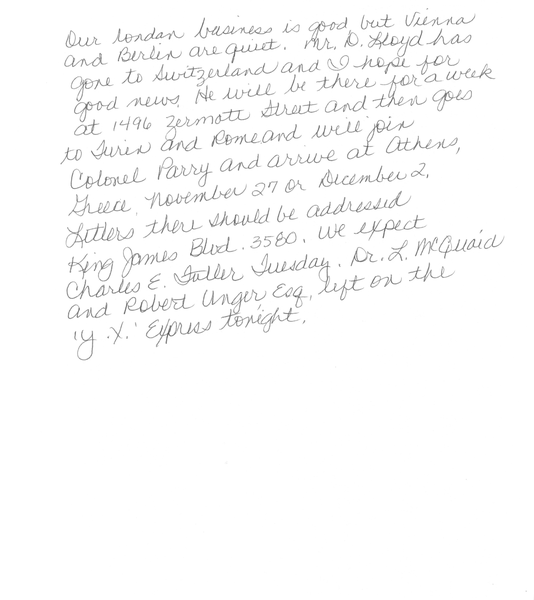 Our london business is good but Vienna
and Berlin are quiet. Mr. D. Lloyd has
gone to Switzerland and I hope for
good news. He will be there for a week
at 1496 Zermott Street and then goes
to Turin and Rome and will join
Colonel Parry and arrive at Athens,
Greece, November 27 or December 2.
Letters there should be addressed
King James Blvd. 3580. We expect
Charles E. Fuller Tuesday. Dr. L. McQuaid
and Robert Unger Esq. left on the
'Y.X.' Express tonight.